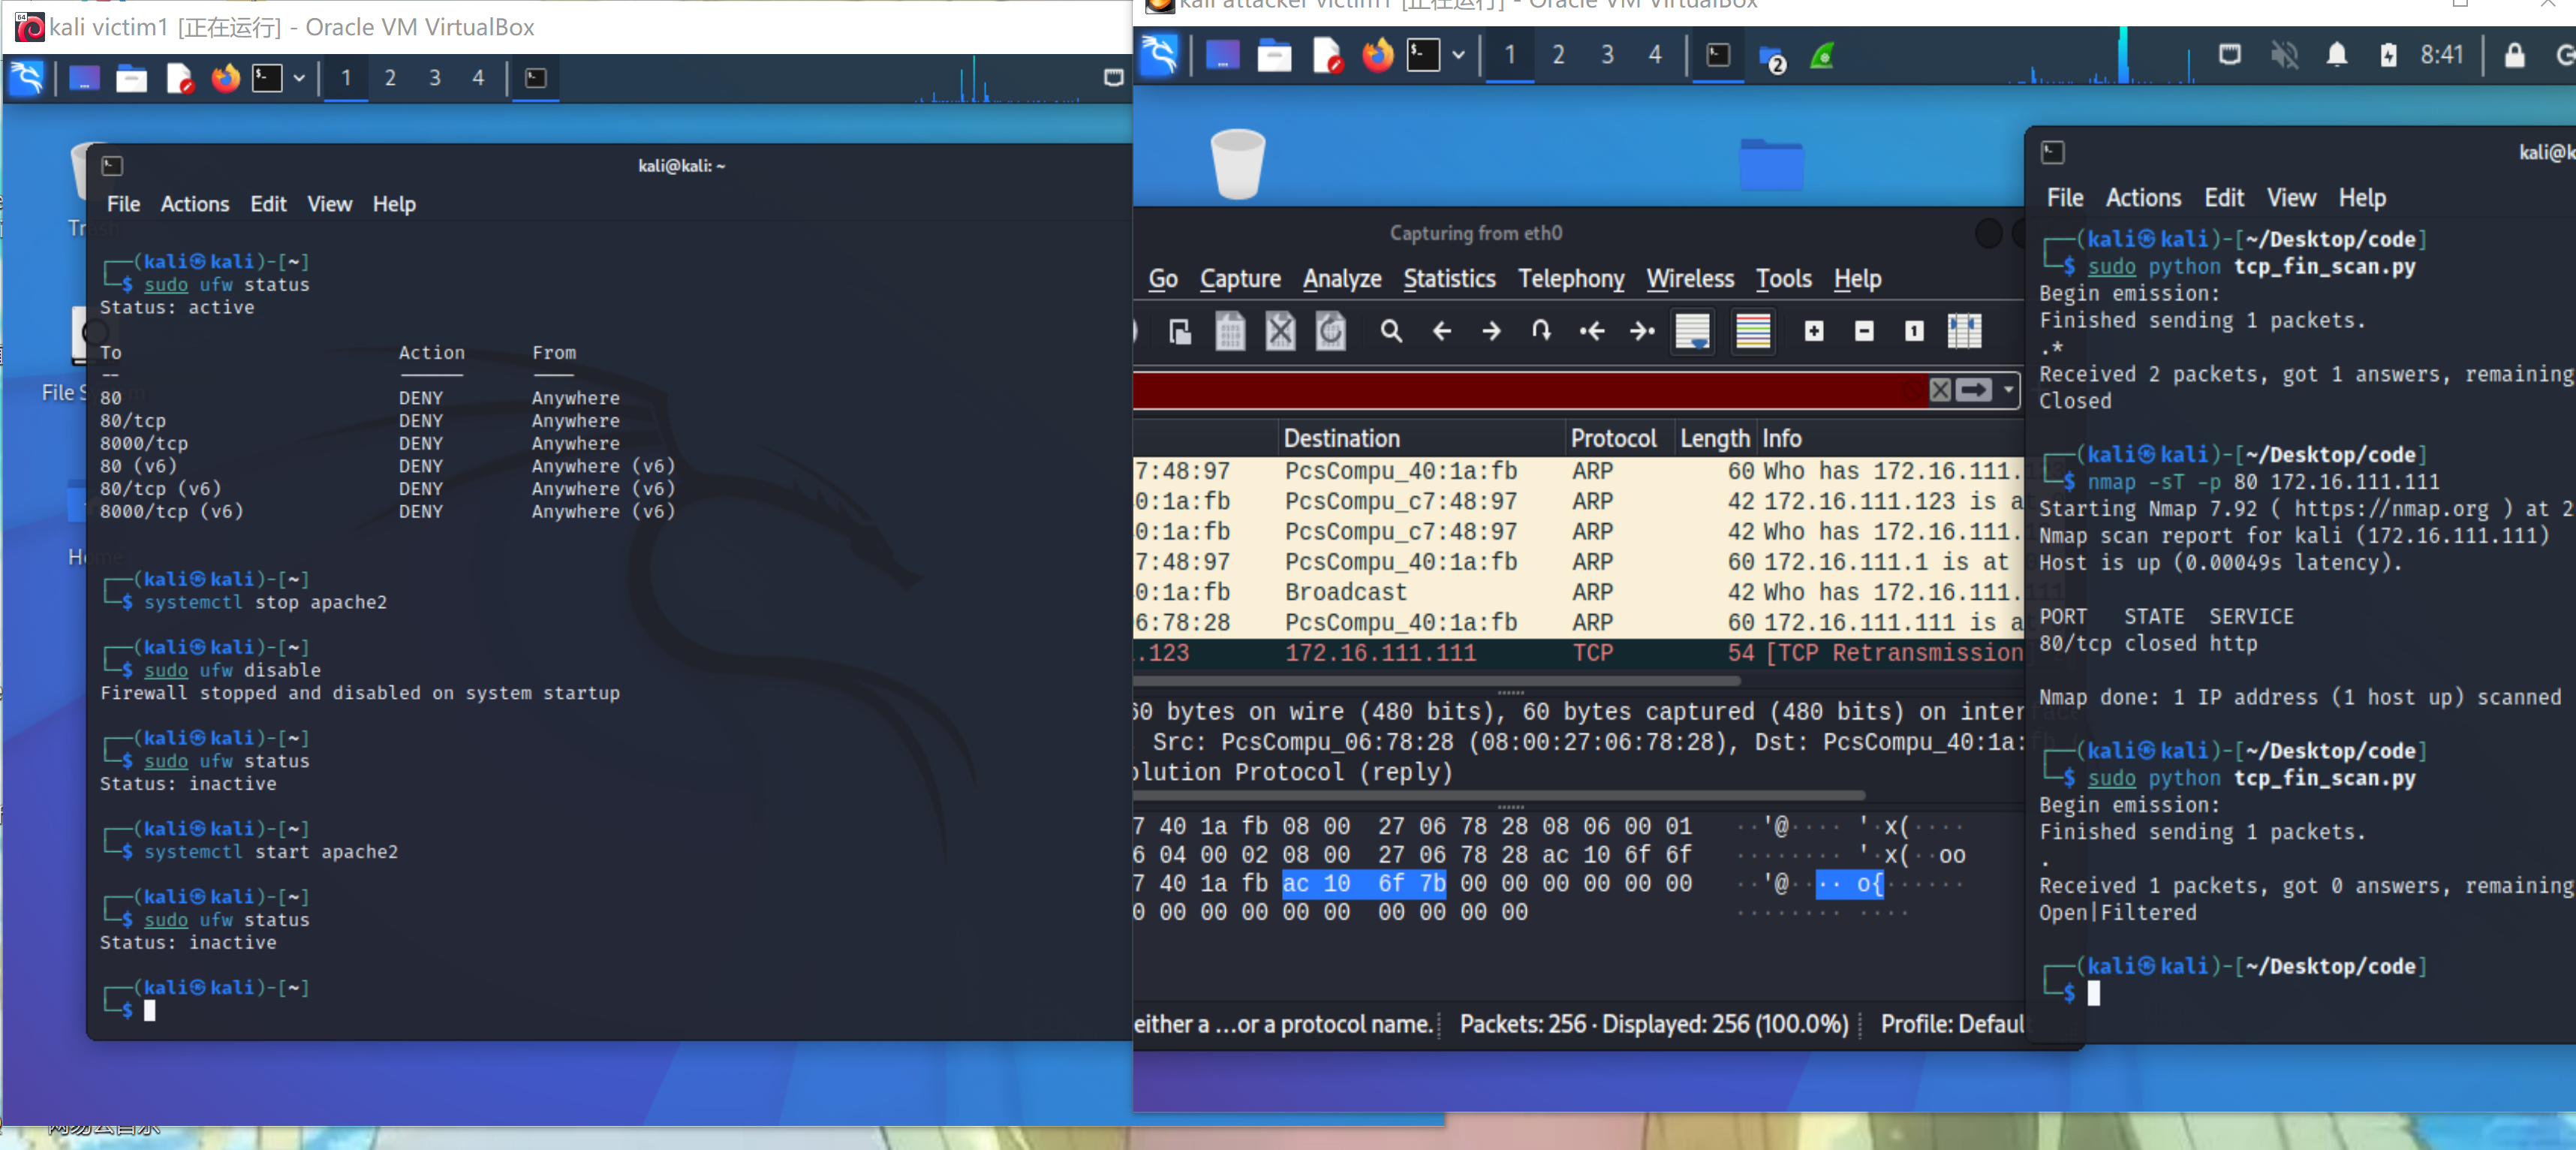 kali victim1 [正在运行] - Oracle VM VirtualBox
1 2 3 4
kali@kali: ~
File Actions Edit View Help
┌──(kali㉿kali)-[~]
└─$ sudo ufw status
Status: active
To Action From
-- ------ ----
80 DENY Anywhere
80/tcp DENY Anywhere
8000/tcp DENY Anywhere
80 (v6) DENY Anywhere (v6)
80/tcp (v6) DENY Anywhere (v6)
8000/tcp (v6) DENY Anywhere (v6)
┌──(kali㉿kali)-[~]
└─$ systemctl stop apache2
┌──(kali㉿kali)-[~]
└─$ sudo ufw disable
Firewall stopped and disabled on system startup
┌──(kali㉿kali)-[~]
└─$ sudo ufw status
Status: inactive
┌──(kali㉿kali)-[~]
└─$ systemctl start apache2
┌──(kali㉿kali)-[~]
└─$ sudo ufw status
Status: inactive
┌──(kali㉿kali)-[~]
└─$
Trash
File S
Home
网易云音乐
kali attacker victim1 [正在运行] - Oracle VM VirtualBox
1 2 3 4
2
8:41
Capturing from eth0
Go Capture Analyze Statistics Telephony Wireless Tools Help
Destination Protocol Length Info
7:48:97 PcsCompu_40:1a:fb ARP 60 Who has 172.16.111.
0:1a:fb PcsCompu_c7:48:97 ARP 42 172.16.111.123 is a
0:1a:fb PcsCompu_c7:48:97 ARP 42 Who has 172.16.111.
7:48:97 PcsCompu_40:1a:fb ARP 60 172.16.111.1 is at
0:1a:fb Broadcast ARP 42 Who has 172.16.111.
6:78:28 PcsCompu_40:1a:fb ARP 60 172.16.111.111 is a
.123 172.16.111.111 TCP 54 [TCP Retransmission
60 bytes on wire (480 bits), 60 bytes captured (480 bits) on interface
Src: PcsCompu_06:78:28 (08:00:27:06:78:28), Dst: PcsCompu_40:1a:fb
olution Protocol (reply)
7 40 1a fb 08 00 27 06 78 28 08 06 00 01 ··'@···· '·x(····
6 04 00 02 08 00 27 06 78 28 ac 10 6f 6f ········ '·x(··oo
7 40 1a fb ac 10 6f 7b 00 00 00 00 00 00 ··'@···· o{······
0 00 00 00 00 00 00 00 00 00 ········ ····
either a …or a protocol name. Packets: 256 · Displayed: 256 (100.0%) Profile: Default
kali@k
File Actions Edit View Help
┌──(kali㉿kali)-[~/Desktop/code]
└─$ sudo python tcp_fin_scan.py
Begin emission:
Finished sending 1 packets.
.*
Received 2 packets, got 1 answers, remaining
Closed
┌──(kali㉿kali)-[~/Desktop/code]
└─$ nmap -sT -p 80 172.16.111.111
Starting Nmap 7.92 ( https://nmap.org ) at 2
Nmap scan report for kali (172.16.111.111)
Host is up (0.00049s latency).
PORT STATE SERVICE
80/tcp closed http
Nmap done: 1 IP address (1 host up) scanned
┌──(kali㉿kali)-[~/Desktop/code]
└─$ sudo python tcp_fin_scan.py
Begin emission:
Finished sending 1 packets.
.
Received 1 packets, got 0 answers, remaining
Open|Filtered
┌──(kali㉿kali)-[~/Desktop/code]
└─$